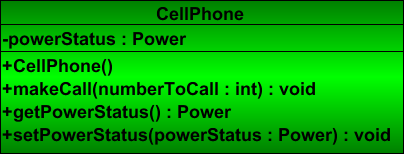 CellPhone
-powerStatus : Power
+CellPhone()
+makeCall(numberToCall : int) : void
+getPowerStatus() : Power
+setPowerStatus(powerStatus : Power) : void